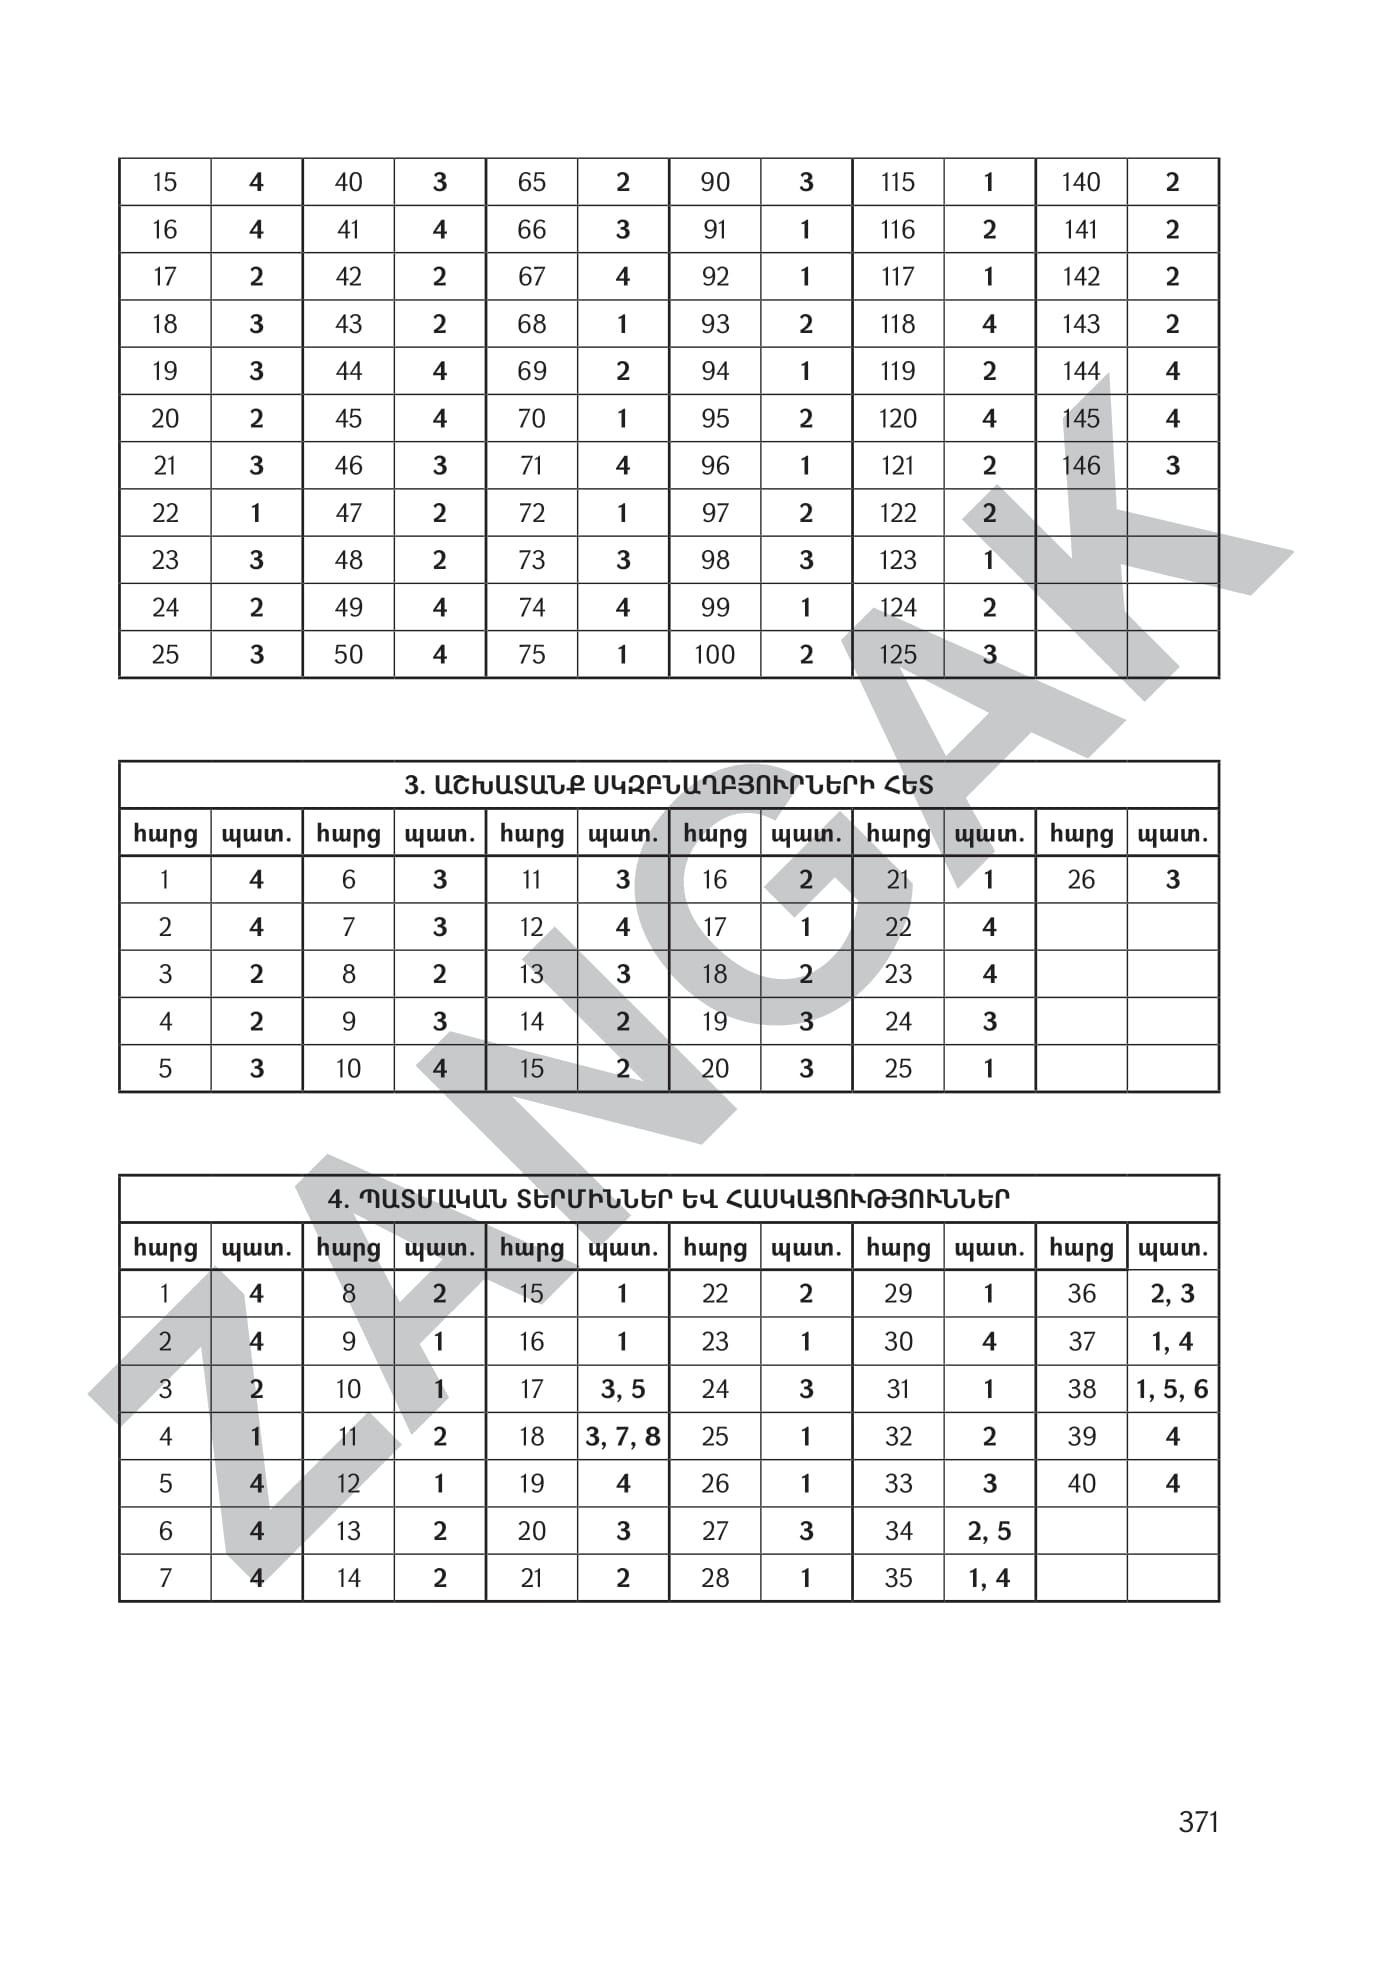 15 4 40 3 65 2 90 3 115 1 140 2
16 4 41 4 66 3 91 1 116 2 141 2
17 2 42 2 67 4 92 1 117 1 142 2
18 3 43 2 68 1 93 2 118 4 143 2
19 3 44 4 69 2 94 1 119 2 144 4
20 2 45 4 70 1 95 2 120 4 145 4
21 3 46 3 71 4 96 1 121 2 146 3
22 1 47 2 72 1 97 2 122 2
23 3 48 2 73 3 98 3 123 1
24 2 49 4 74 4 99 1 124 2
25 3 50 4 75 1 100 2 125 3
3. ԱՇԽԱՏԱՆՔ ՍԿԶԲՆԱՂԲՅՈՒՐՆԵՐԻ ՀԵՏ
հարց պատ. հարց պատ. հարց պատ. հարց պատ. հարց պատ. հարց պատ.
1 4 6 3 11 3 16 2 21 1 26 3
2 4 7 3 12 4 17 1 22 4
3 2 8 2 13 3 18 2 23 4
4 2 9 3 14 2 19 3 24 3
5 3 10 4 15 2 20 3 25 1
4. ՊԱՏՄԱԿԱՆ ՏԵՐՄԻՆՆԵՐ ԵՎ ՀԱՍԿԱՑՈՒԹՅՈՒՆՆԵՐ
հարց պատ. հարց պատ. հարց պատ. հարց պատ. հարց պատ. հարց պատ.
1 4 8 2 15 1 22 2 29 1 36 2, 3
2 4 9 1 16 1 23 1 30 4 37 1, 4
3 2 10 1 17 3, 5 24 3 31 1 38 1, 5, 6
4 1 11 2 18 3, 7, 8 25 1 32 2 39 4
5 4 12 1 19 4 26 1 33 3 40 4
6 4 13 2 20 3 27 3 34 2, 5
7 4 14 2 21 2 28 1 35 1, 4
371
ZANGAK